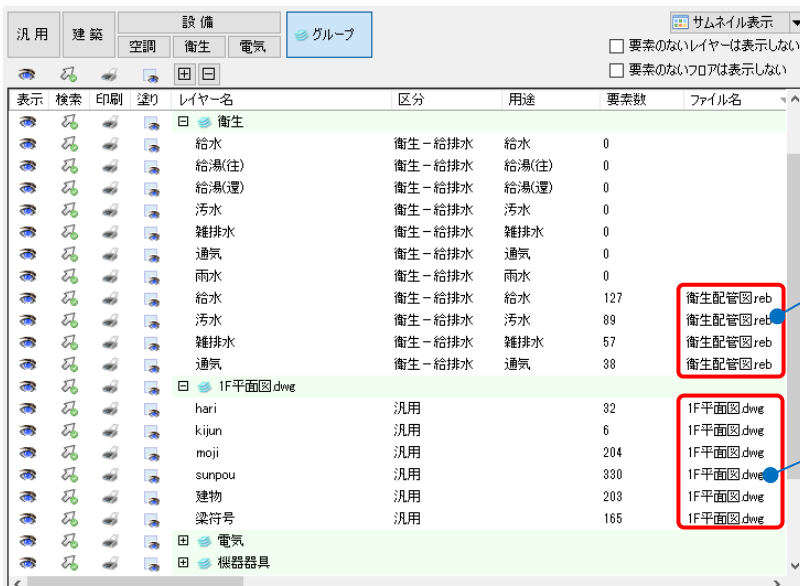 汎用 建築 設備 グループ サムネイル表示
空調 衛生 電気 要素のないレイヤーは表示しない
要素のないフロアは表示しない
表示 検索 印刷 塗り レイヤー名 区分 用途 要素数 ファイル名
衛生
給水 衛生－給排水 給水 0
給湯(往) 衛生－給排水 給湯(往) 0
給湯(還) 衛生－給排水 給湯(還) 0
汚水 衛生－給排水 汚水 0
雑排水 衛生－給排水 雑排水 0
通気 衛生－給排水 通気 0
雨水 衛生－給排水 雨水 0
給水 衛生－給排水 給水 127 衛生配管図.reb
汚水 衛生－給排水 汚水 89 衛生配管図.reb
雑排水 衛生－給排水 雑排水 57 衛生配管図.reb
通気 衛生－給排水 通気 38 衛生配管図.reb
1F平面図.dwg
hari 汎用 32 1F平面図.dwg
kijun 汎用 6 1F平面図.dwg
moji 汎用 204 1F平面図.dwg
sunpou 汎用 330 1F平面図.dwg
建物 汎用 203 1F平面図.dwg
梁符号 汎用 165 1F平面図.dwg
電気
機器器具